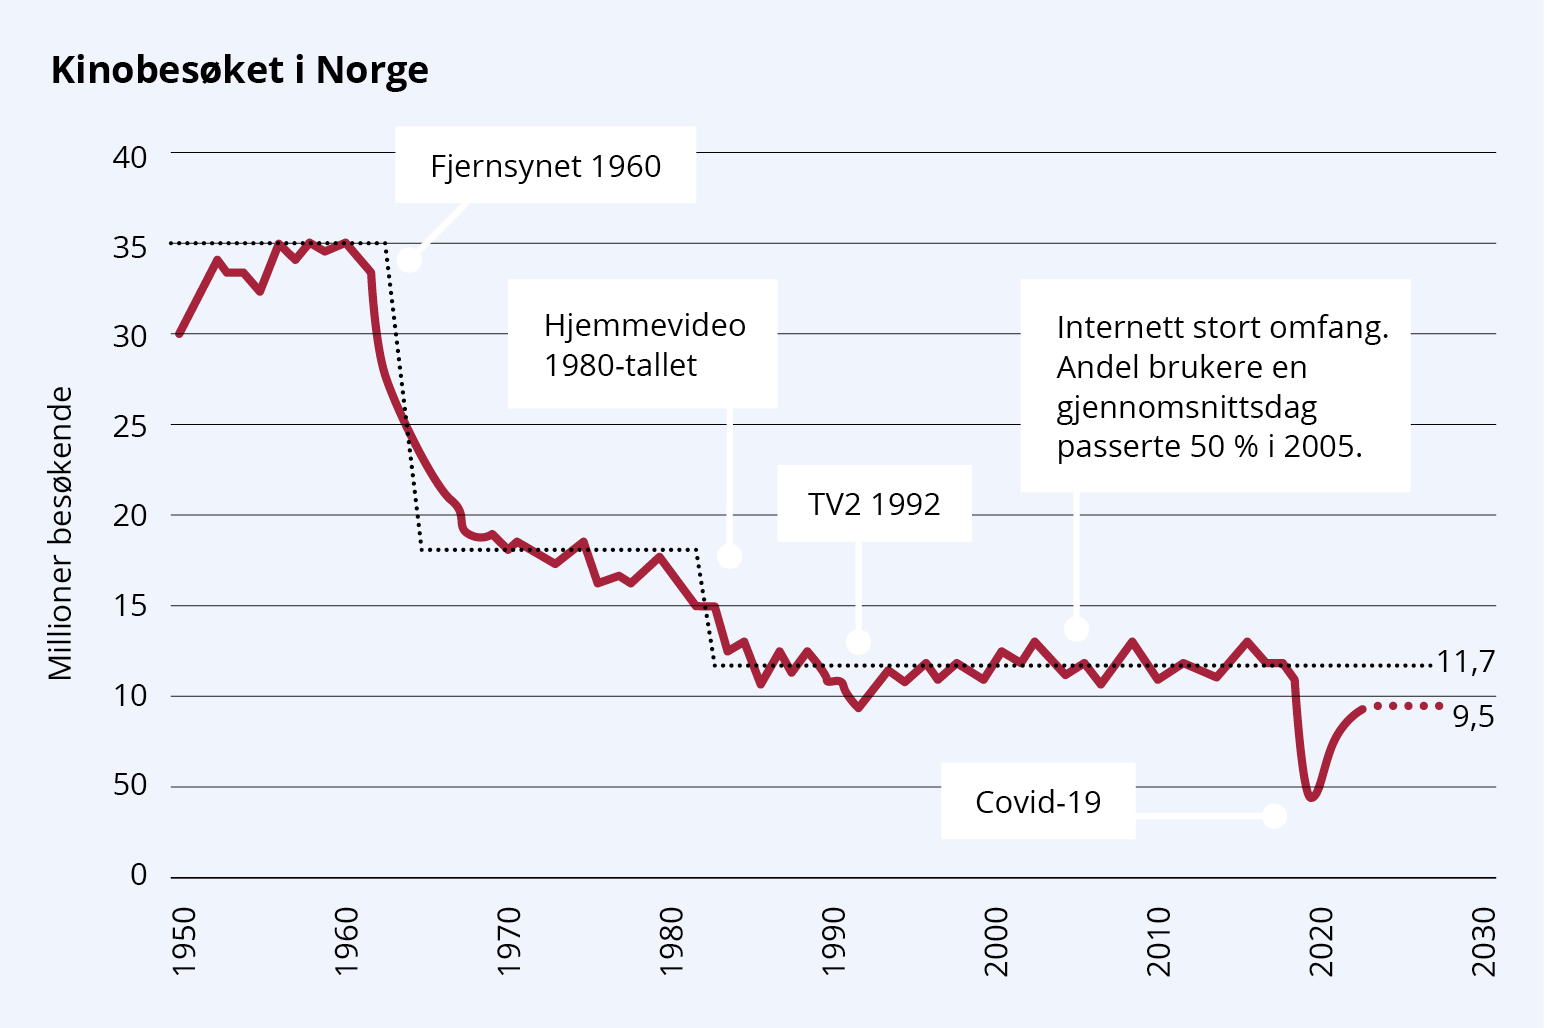 Kinobesøket i Norge
Fjernsynet 1960
Hjemmevideo
1980-tallet
Internett stort omfang.
Andel brukere en
gjennomsnittsdag
passerte 50 % i 2005.
TV2 1992
Covid-19
11,7
9,5
Millioner besøkende
40
35
30
25
20
15
10
50
0
1950
1960
1970
1980
1990
2000
2010
2020
2030